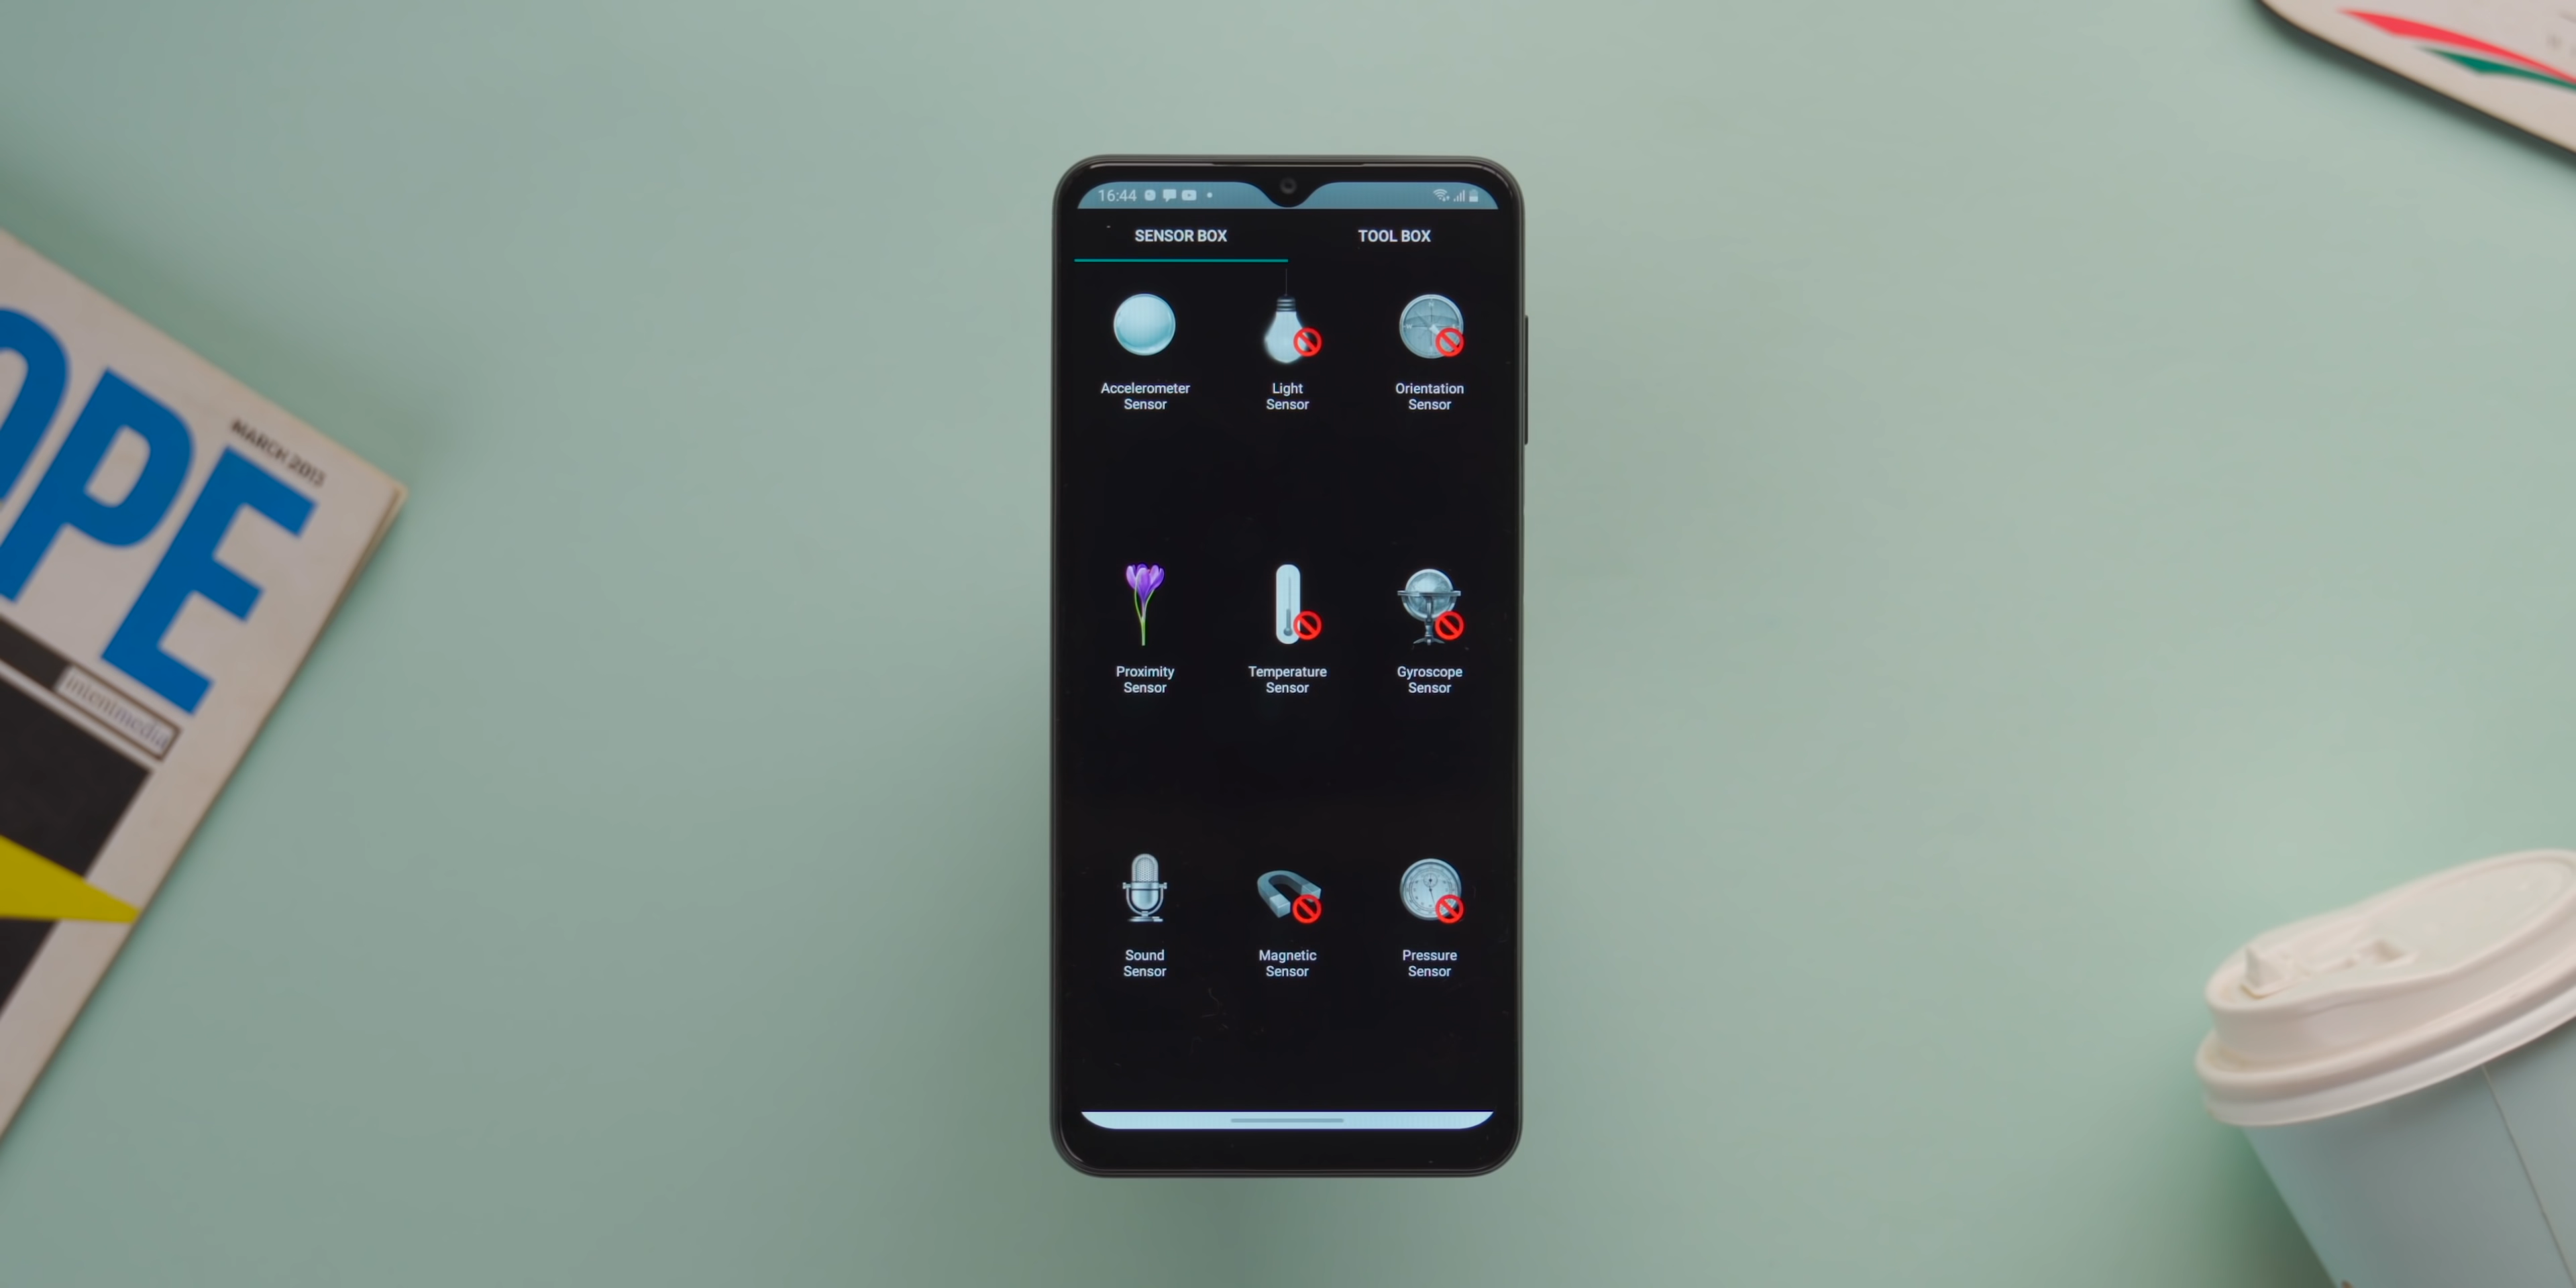 OPE
MARCH 2013
intentmedia
16:44
SENSOR BOX
TOOL BOX
Accelerometer
Sensor
Light
Sensor
Orientation
Sensor
Proximity
Sensor
Temperature
Sensor
Gyroscope
Sensor
Sound
Sensor
Magnetic
Sensor
Pressure
Sensor